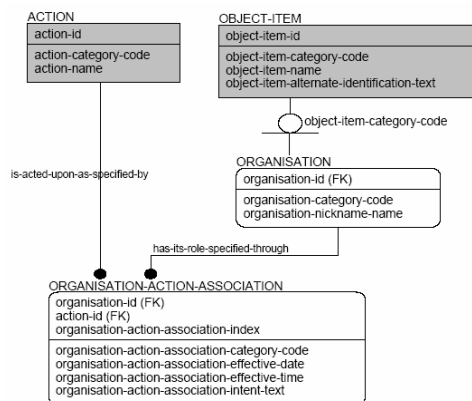 ACTION
action-id
action-category-code
action-name
OBJECT-ITEM
object-item-id
object-item-category-code
object-item-name
object-item-alternate-identification-text
object-item-category-code
ORGANISATION
organisation-id (FK)
organisation-category-code
organisation-nickname-name
is-acted-upon-as-specified-by
has-its-role-specified-through
ORGANISATION-ACTION-ASSOCIATION
organisation-id (FK)
action-id (FK)
organisation-action-association-index
organisation-action-association-category-code
organisation-action-association-effective-date
organisation-action-association-effective-time
organisation-action-association-intent-text